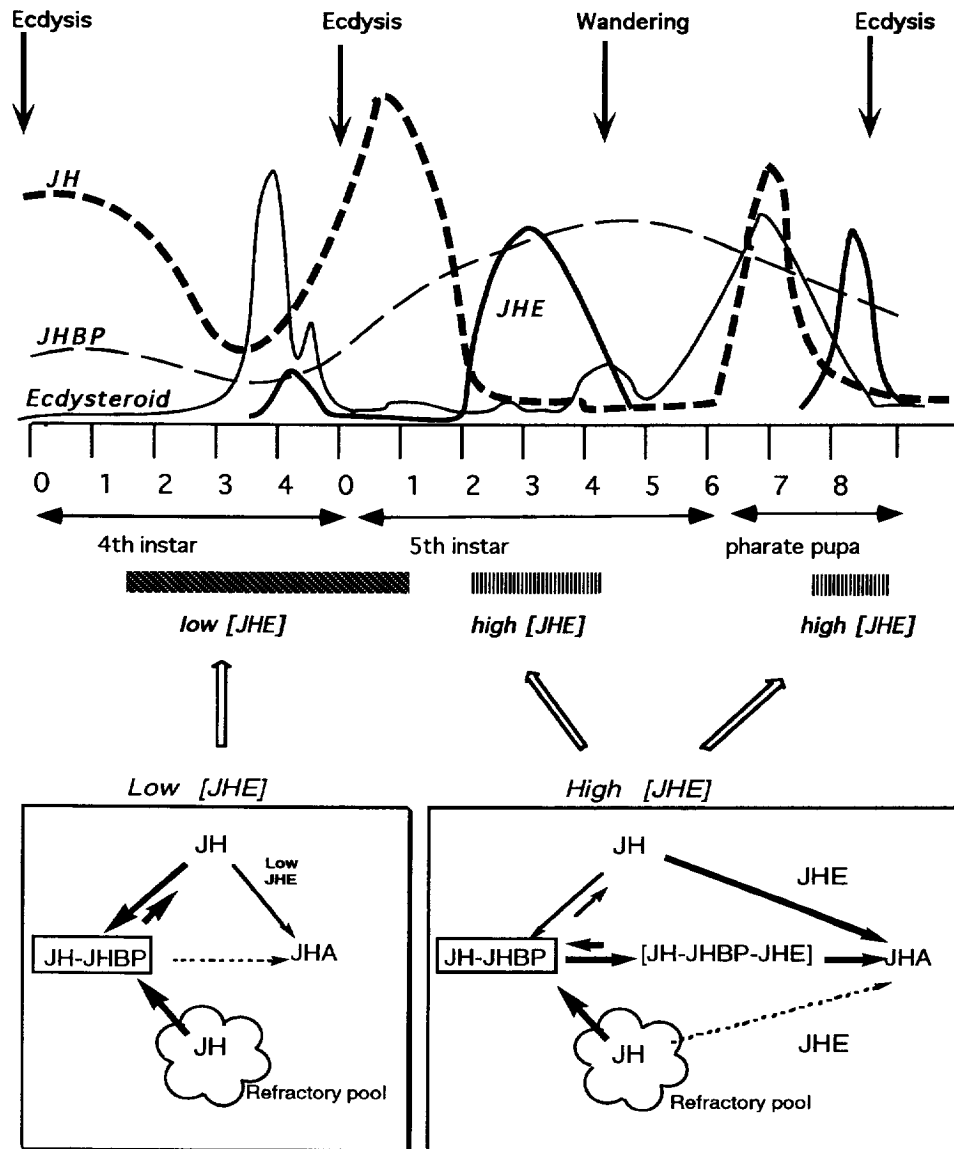 Ecdysis Ecdysis Wandering Ecdysis
JH
JHBP
JHE
Ecdysteroid
0 1 2 3 4 0 1 2 3 4 5 6 7 8
4th instar 5th instar pharate pupa
low [JHE] high [JHE] high [JHE]
Low [JHE] High [JHE]
JH
Low
JHE
JH-JHBP
JHA
JH
Refractory pool
JH
JHE
JH-JHBP [JH-JHBP-JHE] JHA
JH
JHE
Refractory pool